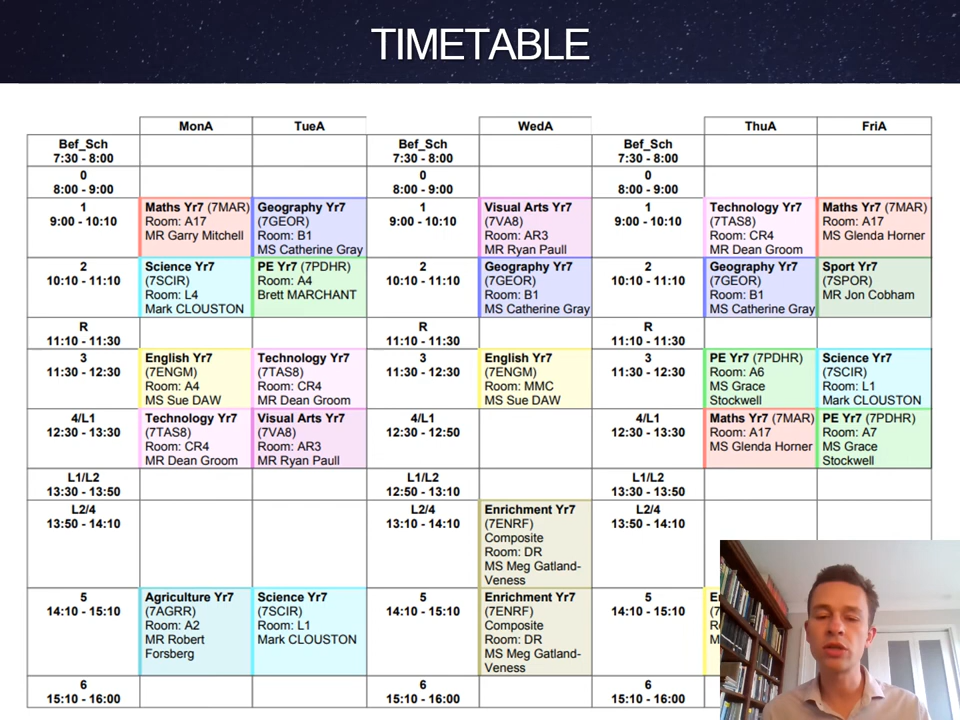 TIMETABLE
MonA TueA WedA ThuA FriA
Bef_Sch Bef_Sch Bef_Sch
7:30 - 8:00 7:30 - 8:00 7:30 - 8:00
0 0 0
8:00 - 9:00 8:00 - 9:00 8:00 - 9:00
1
9:00 - 10:10
Maths Yr7 (7MAR)
Room: A17
MR Garry Mitchell
Geography Yr7
(7GEOR)
Room: B1
MS Catherine Gray
1
9:00 - 10:10
Visual Arts Yr7
(7VA8)
Room: AR3
MR Ryan Paull
1
9:00 - 10:10
Technology Yr7
(7TAS8)
Room: CR4
MR Dean Groom
Maths Yr7 (7MAR)
Room: A17
MS Glenda Horner
2
10:10 - 11:10
Science Yr7
(7SCIR)
Room: L4
Mark CLOUSTON
PE Yr7 (7PDHR)
Room: A4
Brett MARCHANT
2
10:10 - 11:10
Geography Yr7
(7GEOR)
Room: B1
MS Catherine Gray
2
10:10 - 11:10
Geography Yr7
(7GEOR)
Room: B1
MS Catherine Gray
Sport Yr7
(7SPOR)
MR Jon Cobham
R R R
11:10 - 11:30 11:10 - 11:30 11:10 - 11:30
3
11:30 - 12:30
English Yr7
(7ENGM)
Room: A4
MS Sue DAW
Technology Yr7
(7TAS8)
Room: CR4
MR Dean Groom
3
11:30 - 12:30
English Yr7
(7ENGM)
Room: MMC
MS Sue DAW
3
11:30 - 12:30
PE Yr7 (7PDHR)
Room: A6
MS Grace
Stockwell
Science Yr7
(7SCIR)
Room: L1
Mark CLOUSTON
4/L1
12:30 - 13:30
Technology Yr7
(7TAS8)
Room: CR4
MR Dean Groom
Visual Arts Yr7
(7VA8)
Room: AR3
MR Ryan Paull
4/L1
12:30 - 12:50
4/L1
12:30 - 13:30
Maths Yr7 (7MAR)
Room: A17
MS Glenda Horner
PE Yr7 (7PDHR)
Room: A7
MS Grace
Stockwell
L1/L2 L1/L2 L1/L2
13:30 - 13:50 12:50 - 13:10 13:30 - 13:50
L2/4
13:50 - 14:10
L2/4
13:10 - 14:10
Enrichment Yr7
(7ENRF)
Composite
Room: DR
MS Meg Gatland-
Veness
L2/4
13:50 - 14:10
5
14:10 - 15:10
Agriculture Yr7
(7AGRR)
Room: A2
MR Robert
Forsberg
Science Yr7
(7SCIR)
Room: L1
Mark CLOUSTON
5
14:10 - 15:10
Enrichment Yr7
(7ENRF)
Composite
Room: DR
MS Meg Gatland-
Veness
5
14:10 - 15:10
6 6 6
15:10 - 16:00 15:10 - 16:00 15:10 - 16:00